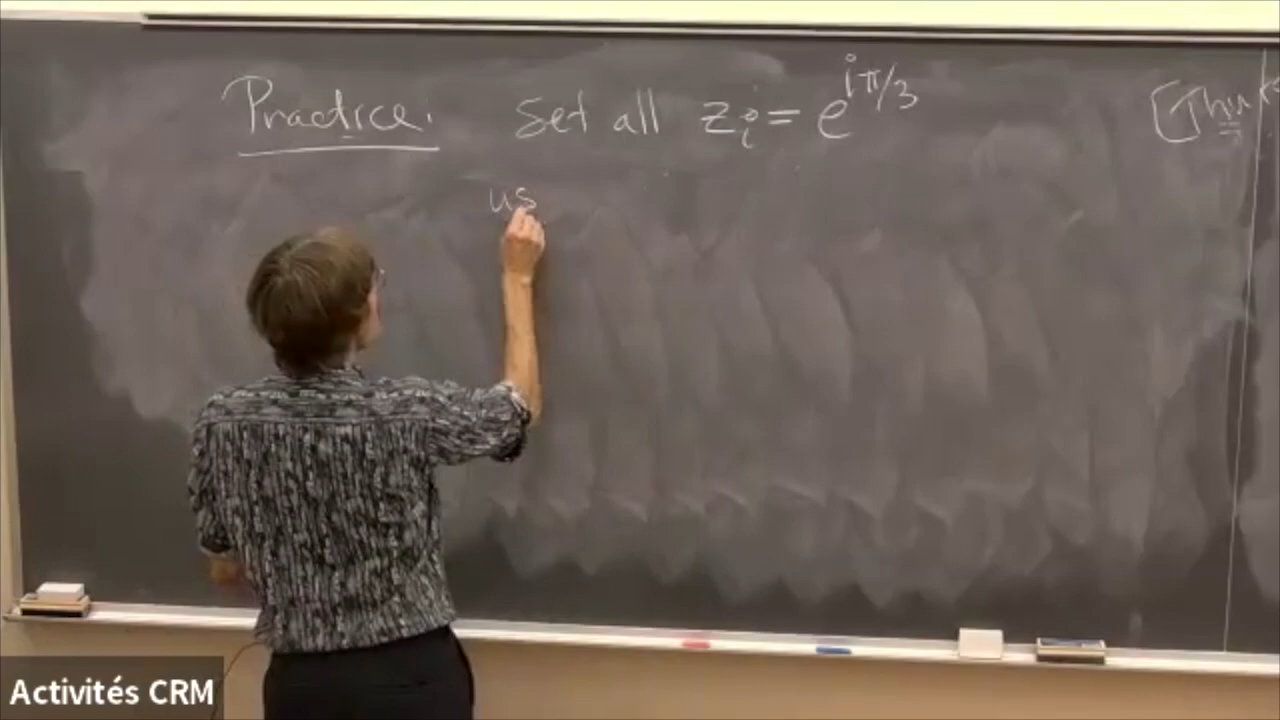 Practice. Set all z_i = e^{iπ/3}
us
Activités CRM